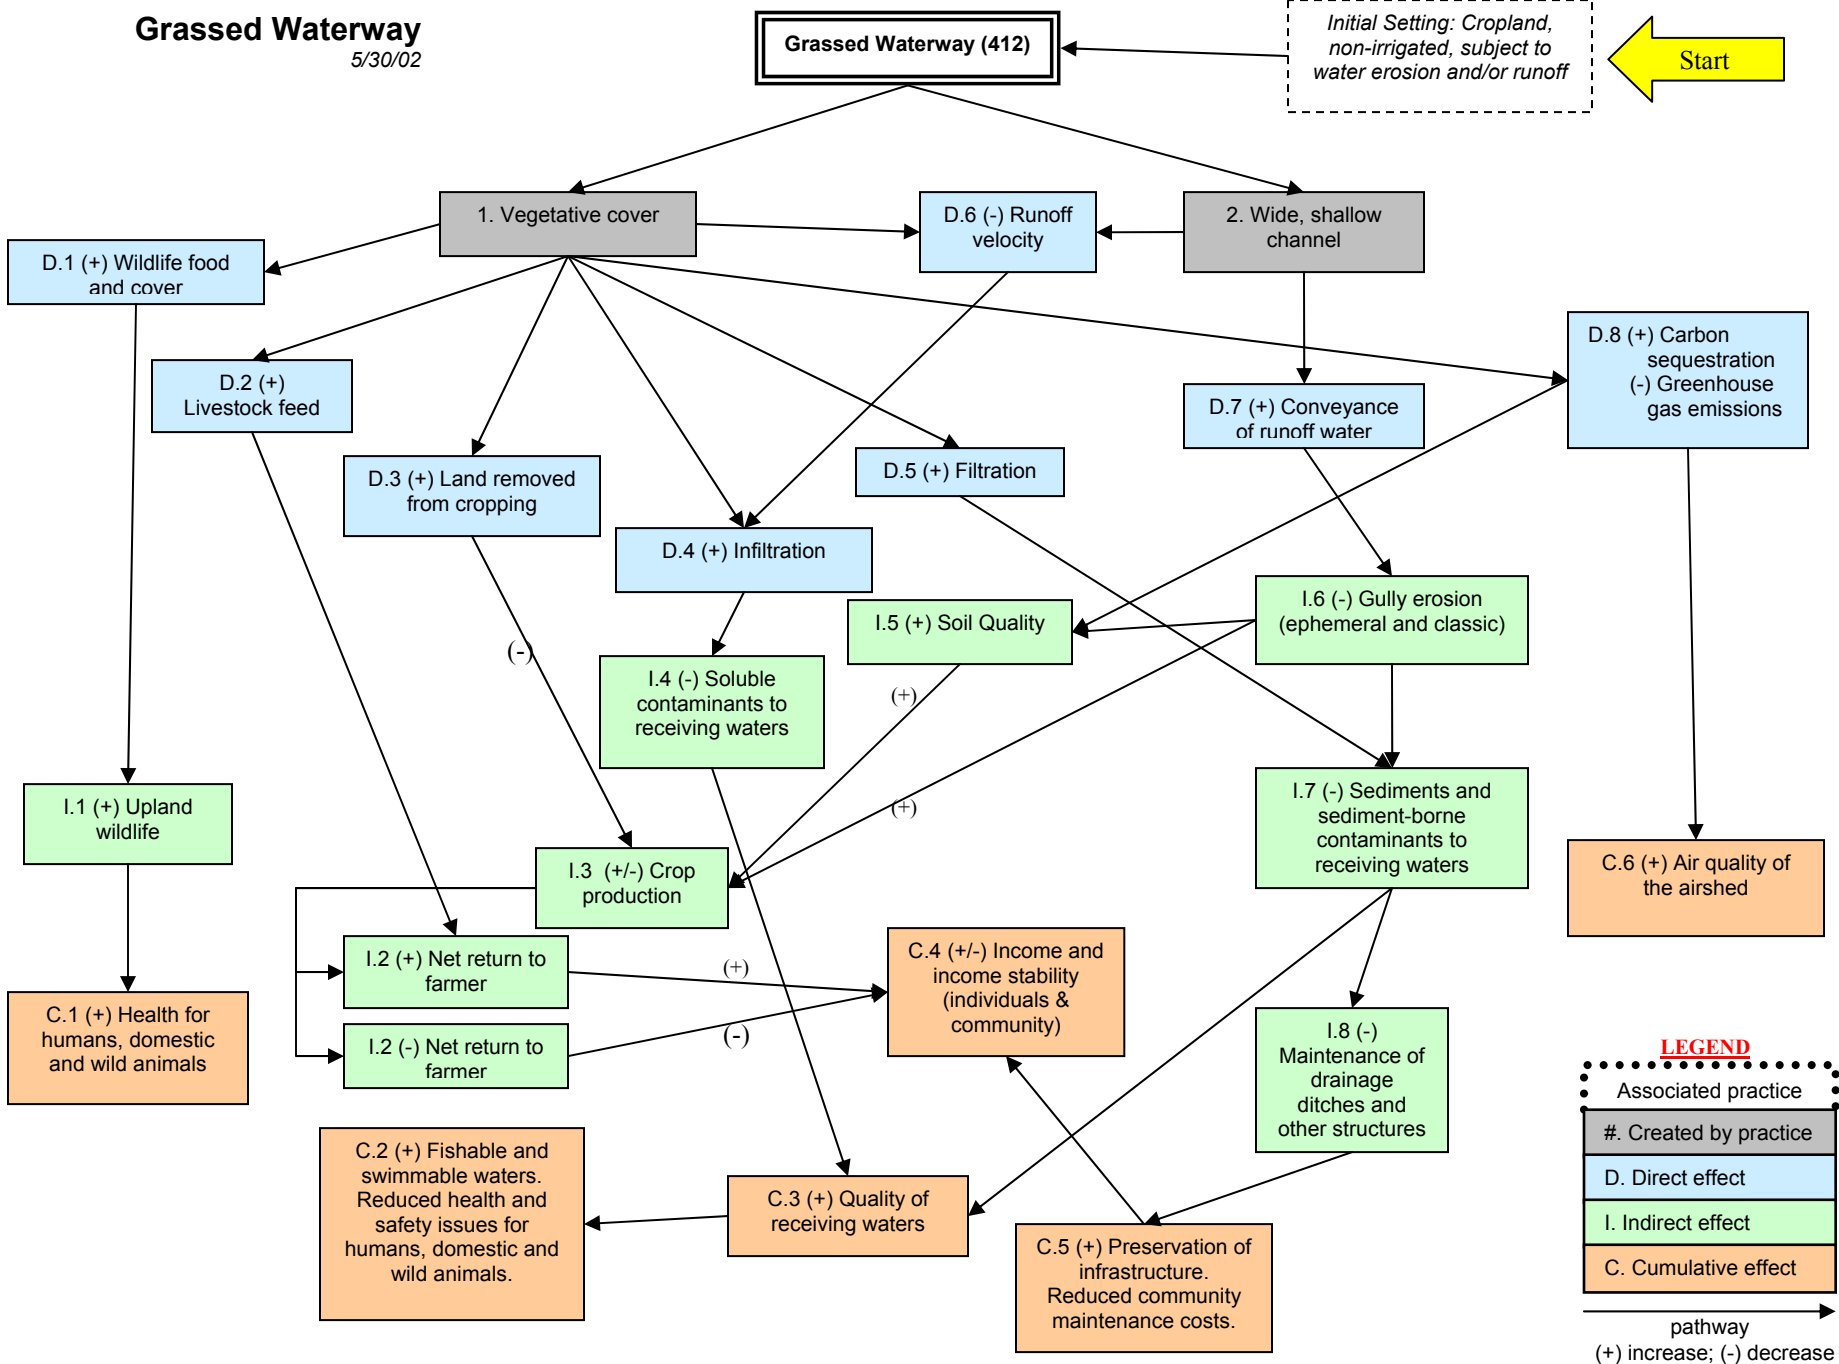 Grassed Waterway
5/30/02
Grassed Waterway (412)
Initial Setting: Cropland,
non-irrigated, subject to
water erosion and/or runoff
Start
1. Vegetative cover
D.6 (-) Runoff
velocity
2. Wide, shallow
channel
D.1 (+) Wildlife food
and cover
D.2 (+)
Livestock feed
D.3 (+) Land removed
from cropping
D.4 (+) Infiltration
D.5 (+) Filtration
D.7 (+) Conveyance
of runoff water
D.8 (+) Carbon
sequestration
(-) Greenhouse
gas emissions
I.5 (+) Soil Quality
I.6 (-) Gully erosion
(ephemeral and classic)
(-)
I.4 (-) Soluble
contaminants to
receiving waters
(+)
(+)
I.1 (+) Upland
wildlife
I.3 (+/-) Crop
production
I.7 (-) Sediments and
sediment-borne
contaminants to
receiving waters
C.6 (+) Air quality of
the airshed
I.2 (+) Net return to
farmer
(+)
C.4 (+/-) Income and
income stability
(individuals &
community)
C.1 (+) Health for
humans, domestic
and wild animals
I.2 (-) Net return to
farmer
(-)
I.8 (-)
Maintenance of
drainage
ditches and
other structures
C.2 (+) Fishable and
swimmable waters.
Reduced health and
safety issues for
humans, domestic and
wild animals.
C.3 (+) Quality of
receiving waters
C.5 (+) Preservation of
infrastructure.
Reduced community
maintenance costs.
LEGEND
Associated practice
#. Created by practice
D. Direct effect
I. Indirect effect
C. Cumulative effect
pathway
(+) increase; (-) decrease